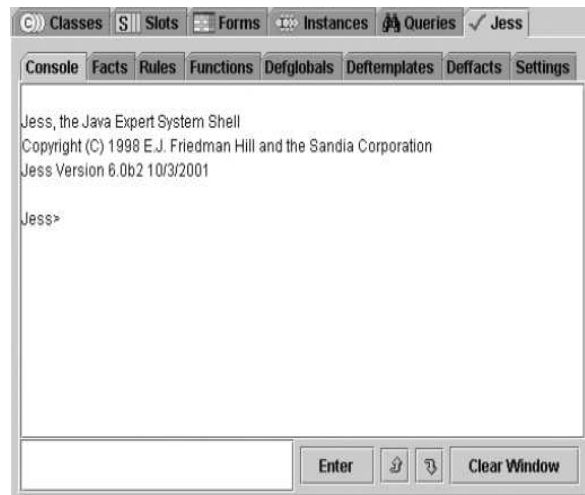 C Classes S Slots Forms I Instances Queries Jess
Console Facts Rules Functions Defglobals Deftemplates Deffacts Settings
Jess, the Java Expert System Shell
Copyright (C) 1998 E.J. Friedman Hill and the Sandia Corporation
Jess Version 6.0b2 10/3/2001
Jess>
Enter Clear Window